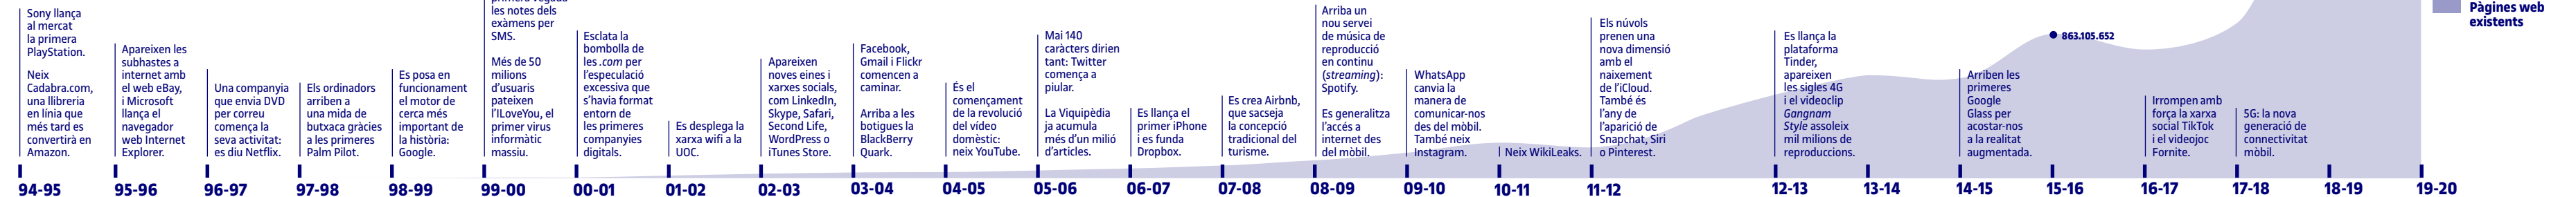 Sony llança
al mercat
la primera
PlayStation.
Neix
Cadabra.com,
una llibreria
en línia que
més tard es
convertirà en
Amazon.
94-95
Apareixen les
subhastes a
internet amb
el web eBay,
i Microsoft
llança el
navegador
web Internet
Explorer.
95-96
Una companyia
que envia DVD
per correu
comença la
seva activitat:
es diu Netflix.
96-97
Els ordinadors
arriben a
una mida de
butxaca gràcies
a les primeres
Palm Pilot.
97-98
Es posa en
funcionament
el motor de
cerca més
important de
la història:
Google.
98-99
les notes dels
exàmens per
SMS.
Més de 50
milions
d'usuaris
pateixen
l'ILoveYou, el
primer virus
informàtic
massiu.
99-00
Esclata la
bombolla de
les .com per
l'especulació
excessiva que
s'havia format
entorn de
les primeres
companyies
digitals.
00-01
Es desplega la
xarxa wifi a la
UOC.
01-02
Apareixen
noves eines i
xarxes socials,
com LinkedIn,
Skype, Safari,
Second Life,
WordPress o
iTunes Store.
02-03
Facebook,
Gmail i Flickr
comencen a
caminar.
Arriba a les
botigues la
BlackBerry
Quark.
03-04
És el
començament
de la revolució
del vídeo
domèstic:
neix YouTube.
04-05
Mai 140
caràcters dirien
tant: Twitter
comença a
piular.
La Viquipèdia
ja acumula
més d'un milió
d'articles.
05-06
Es llança el
primer iPhone
i es funda
Dropbox.
06-07
Es crea Airbnb,
que sacseja
la concepció
tradicional del
turisme.
07-08
Arriba un
nou servei
de música de
reproducció
en continu
(streaming):
Spotify.
Es generalitza
l'accés a
internet des
del mòbil.
08-09
WhatsApp
canvia la
manera de
comunicar-nos
des del mòbil.
També neix
Instagram.
09-10
Neix WikiLeaks.
10-11
Els núvols
prenen una
nova dimensió
amb el
naixement
de l'iCloud.
També és
l'any de
l'aparició de
Snapchat, Siri
o Pinterest.
11-12
Es llança la
plataforma
Tinder,
apareixen
les sigles 4G
i el videoclip
Gangnam
Style assoleix
mil milions de
reproduccions.
12-13
13-14
Arriben les
primeres
Google
Glass per
acostar-nos
a la realitat
augmentada.
14-15
863.105.652
15-16
Irrompen amb
força la xarxa
social TikTok
i el videojoc
Fornite.
16-17
5G: la nova
generació de
connectivitat
mòbil.
17-18
18-19
19-20
Pàgines web
existents